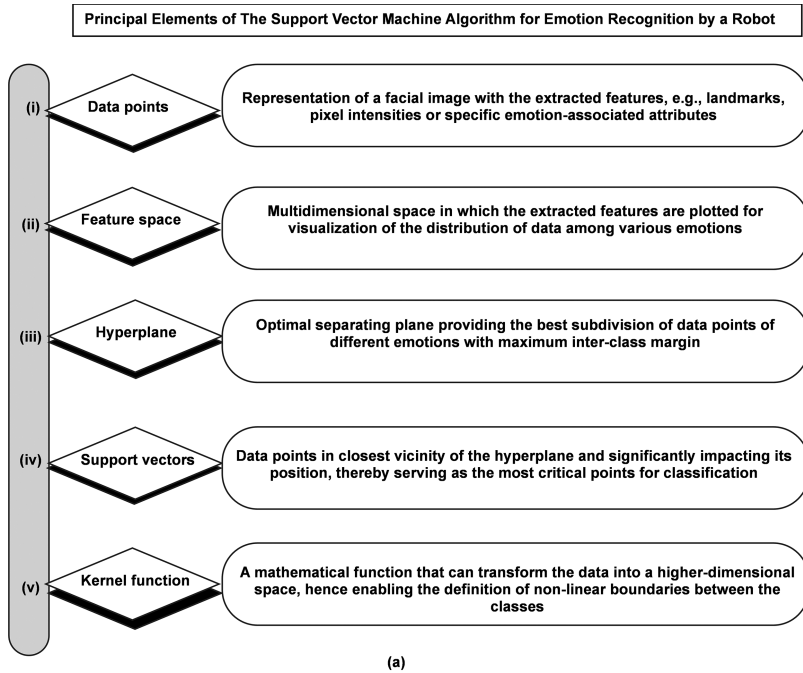 Principal Elements of The Support Vector Machine Algorithm for Emotion Recognition by a Robot
(i)
Data points
Representation of a facial image with the extracted features, e.g., landmarks,
pixel intensities or specific emotion-associated attributes
(ii)
Feature space
Multidimensional space in which the extracted features are plotted for
visualization of the distribution of data among various emotions
(iii)
Hyperplane
Optimal separating plane providing the best subdivision of data points of
different emotions with maximum inter-class margin
(iv)
Support vectors
Data points in closest vicinity of the hyperplane and significantly impacting its
position, thereby serving as the most critical points for classification
(v)
Kernel function
A mathematical function that can transform the data into a higher-dimensional
space, hence enabling the definition of non-linear boundaries between the
classes
(a)